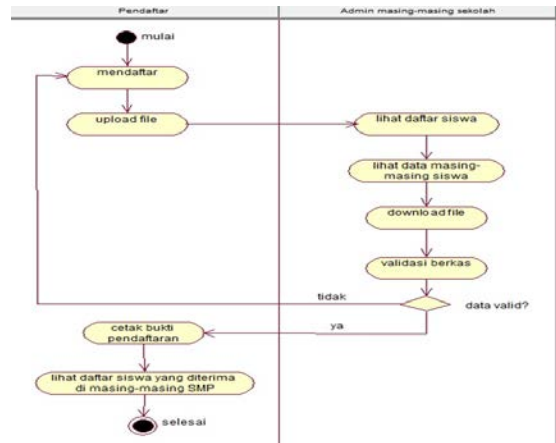 Pendaftar
Admin masing-masing sekolah
mulai
mendaftar
upload file
lihat daftar siswa
lihat data masing-
masing siswa
download file
validasi berkas
tidak
data valid?
ya
cetak bukti
pendaftaran
lihat daftar siswa yang diterima
di masing-masing SMP
selesai